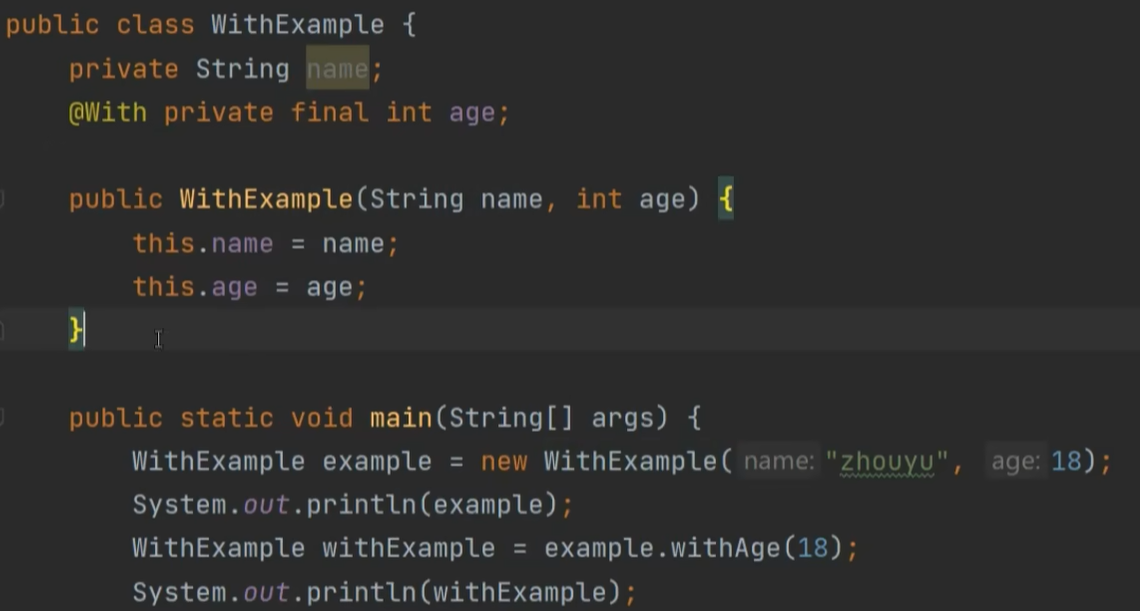 public class WithExample {
    private String name;
    @With private final int age;
    public WithExample(String name, int age) {
        this.name = name;
        this.age = age;
    }
    public static void main(String[] args) {
        WithExample example = new WithExample( name: "zhouyu", age: 18);
        System.out.println(example);
        WithExample withExample = example.withAge(18);
        System.out.println(withExample);